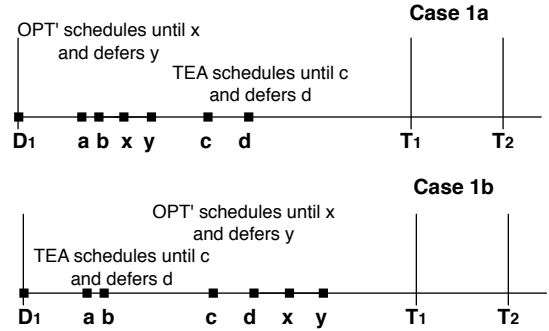 Case 1a
OPT' schedules until x
and defers y
TEA schedules until c
and defers d
D1 a b x y c d T1 T2
Case 1b
OPT' schedules until x
and defers y
TEA schedules until c
and defers d
D1 a b c d x y T1 T2